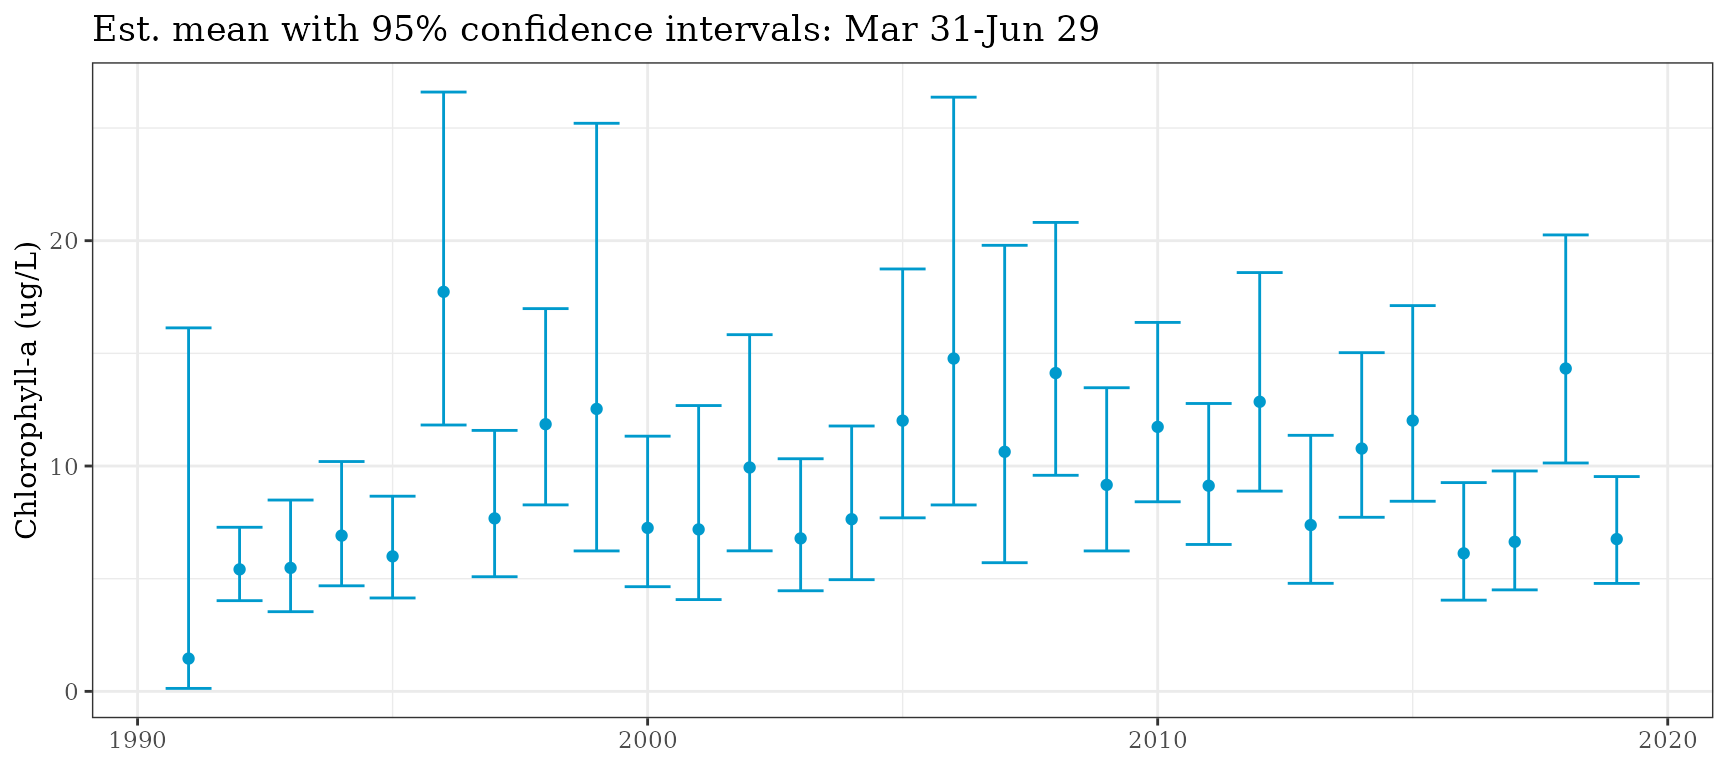 Est. mean with 95% confidence intervals: Mar 31-Jun 29
Chlorophyll-a (ug/L)
20
10
0
1990 2000 2010 2020